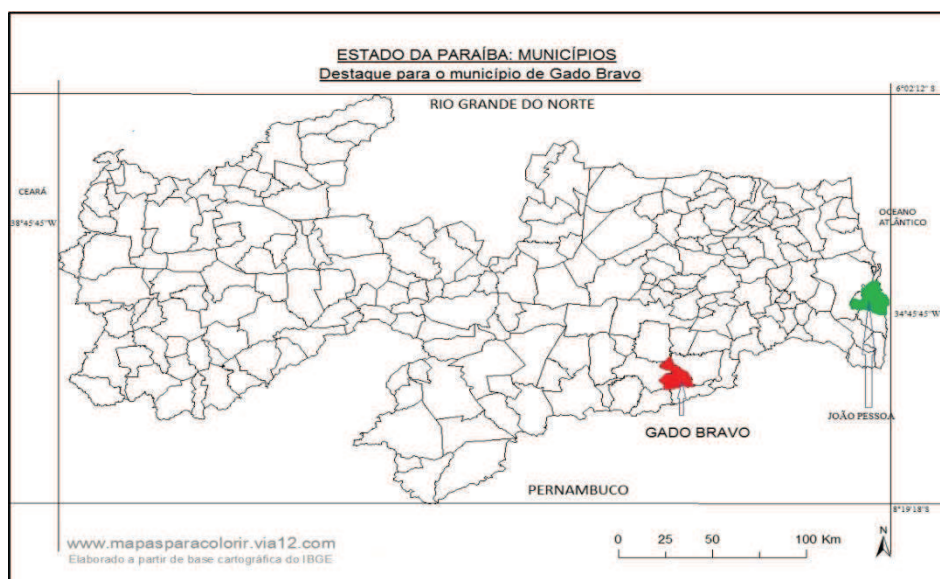 ESTADO DA PARAÍBA: MUNICÍPIOS
Destaque para o município de Gado Bravo
6°02'12" S
RIO GRANDE DO NORTE
CEARÁ
38°45'45"W
OCEANO
ATLÂNTICO
34°45'45"W
JOÃO PESSOA
GADO BRAVO
PERNAMBUCO
8°19'18"S
www.mapasparacolorir.via12.com
Elaborado a partir de base cartográfica do IBGE
0 25 50 100 Km
N